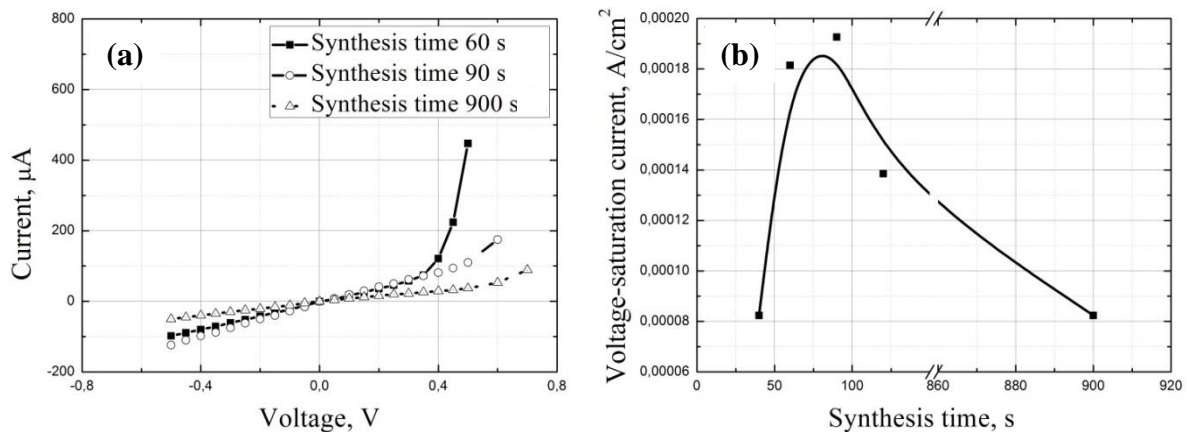 (a)
Synthesis time 60 s
Synthesis time 90 s
Synthesis time 900 s
800
600
400
200
0
-200
-0,8
-0,4
0,0
0,4
0,8
Current, μA
Voltage, V
(b)
0,00020
0,00018
0,00016
0,00014
0,00012
0,00010
0,00008
0,00006
0
50
100
860
880
900
920
Voltage-saturation current, A/cm²
Synthesis time, s